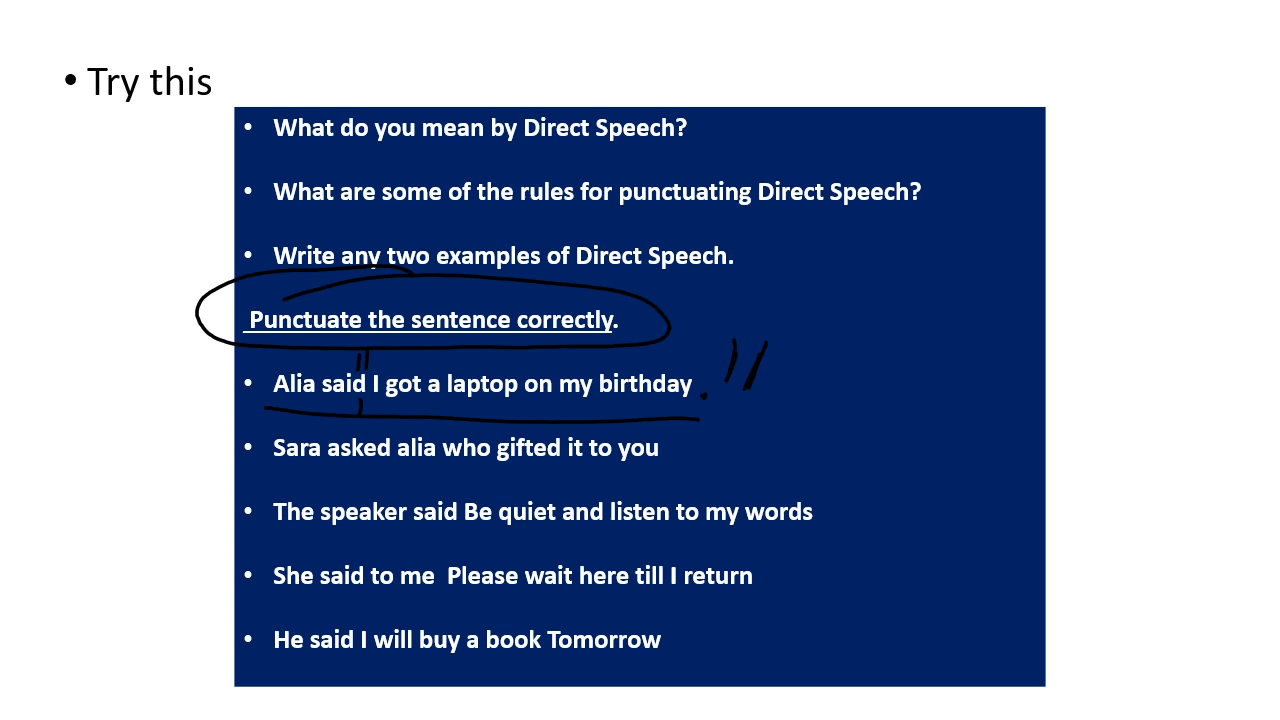 • Try this
• What do you mean by Direct Speech?
• What are some of the rules for punctuating Direct Speech?
• Write any two examples of Direct Speech.
Punctuate the sentence correctly.
• Alia said, "I got a laptop on my birthday."
• Sara asked alia who gifted it to you
• The speaker said Be quiet and listen to my words
• She said to me  Please wait here till I return
• He said I will buy a book Tomorrow